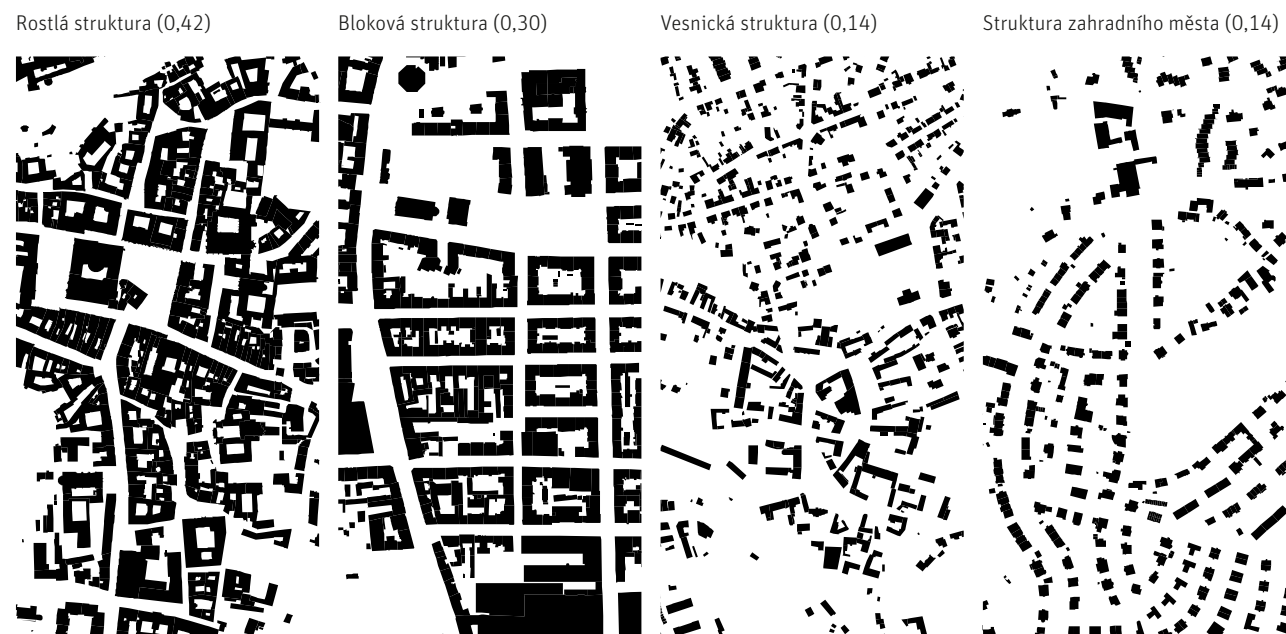 Rostlá struktura (0,42)
Bloková struktura (0,30)
Vesnická struktura (0,14)
Struktura zahradního města (0,14)